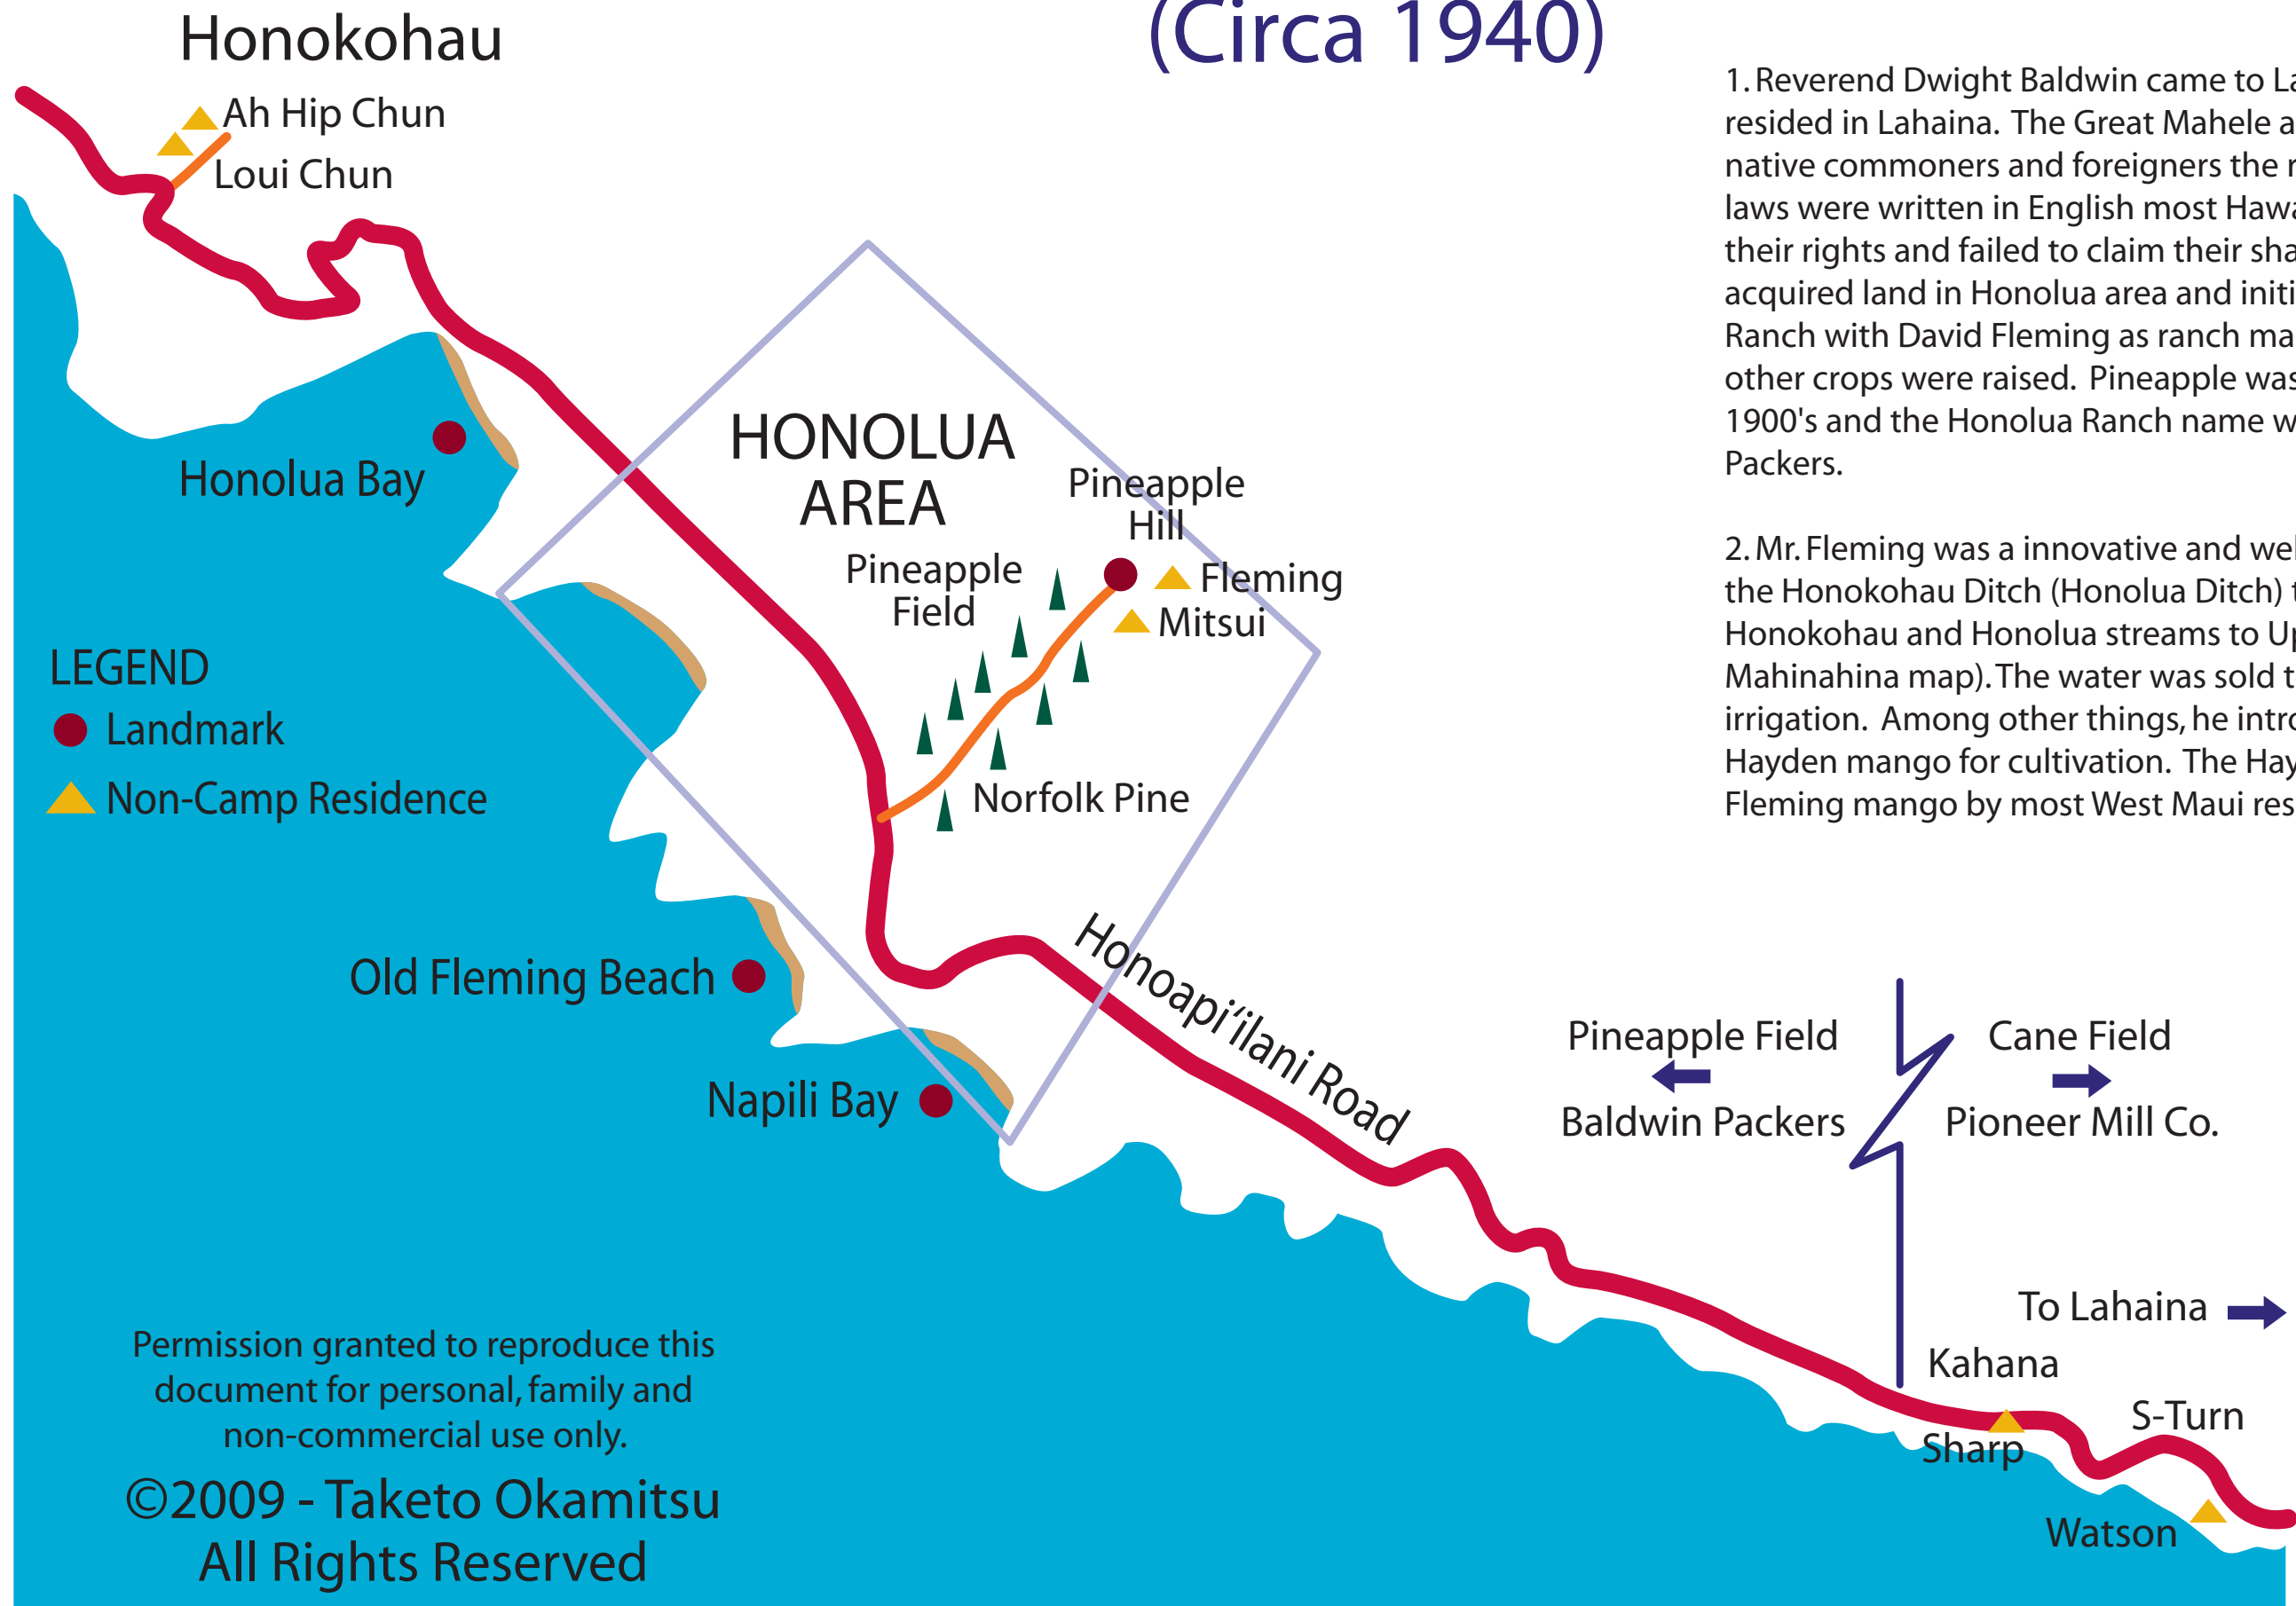 (Circa 1940)
Honokohau
Ah Hip Chun
Loui Chun
Honolua Bay
HONOLUA
AREA
Pineapple
Hill
Pineapple
Field
Fleming
Mitsui
Norfolk Pine
LEGEND
Landmark
Non-Camp Residence
Old Fleming Beach
Napili Bay
Honoapi‘ilani Road
1. Reverend Dwight Baldwin came to La
resided in Lahaina. The Great Mahele a
native commoners and foreigners the r
laws were written in English most Hawa
their rights and failed to claim their sha
acquired land in Honolua area and initi
Ranch with David Fleming as ranch ma
other crops were raised. Pineapple was
1900's and the Honolua Ranch name w
Packers.
2. Mr. Fleming was a innovative and wel
the Honokohau Ditch (Honolua Ditch) t
Honokohau and Honolua streams to Up
Mahinahina map). The water was sold t
irrigation. Among other things, he intro
Hayden mango for cultivation. The Hay
Fleming mango by most West Maui res
Pineapple Field
Baldwin Packers
Cane Field
Pioneer Mill Co.
To Lahaina
Kahana
S-Turn
Sharp
Watson
Permission granted to reproduce this
document for personal, family and
non-commercial use only.
©2009 - Taketo Okamitsu
All Rights Reserved